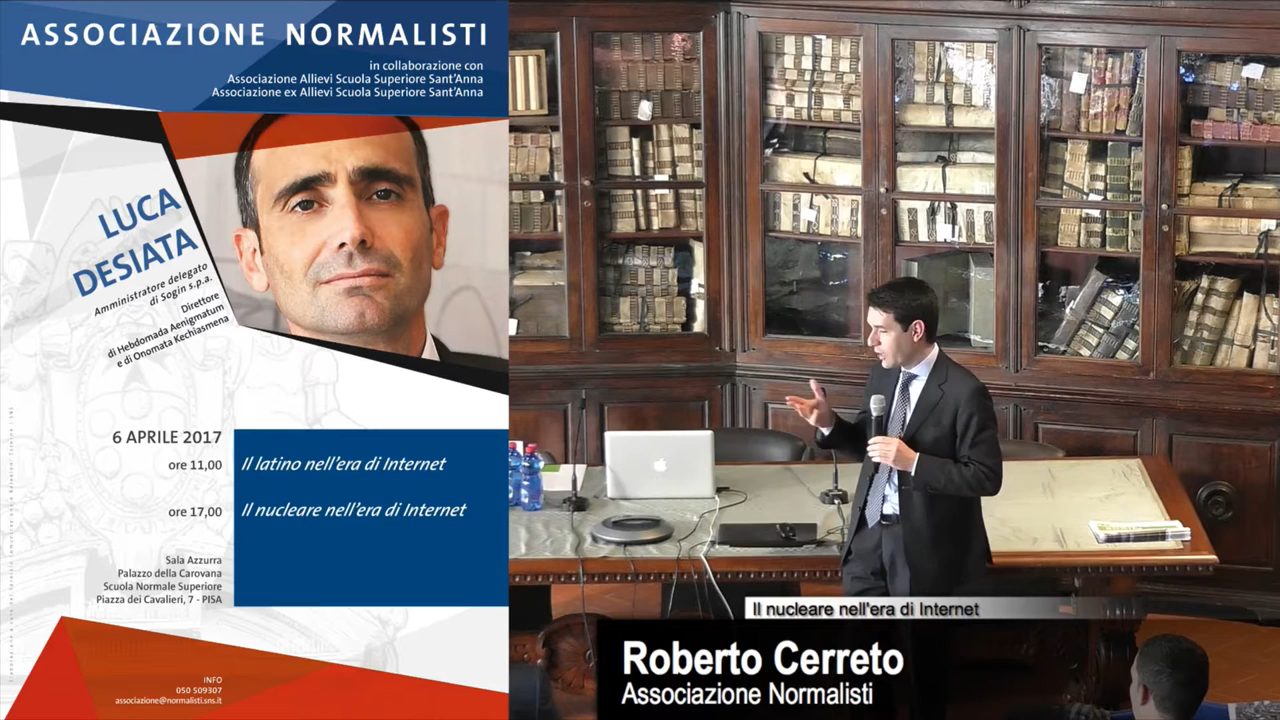 ASSOCIAZIONE NORMALISTI
in collaborazione con
Associazione Allievi Scuola Superiore Sant'Anna
Associazione ex Allievi Scuola Superiore Sant'Anna
LUCA
DESIATA
Amministratore delegato
di Sogin s.p.a.
Direttore
di Hebdomada Aenigmatum
e di Onomata Kechiasmena
6 APRILE 2017
ore 11,00
Il latino nell'era di Internet
ore 17,00
Il nucleare nell'era di Internet
Sala Azzurra
Palazzo della Carovana
Scuola Normale Superiore
Piazza dei Cavalieri, 7 - PISA
INFO
050 509307
associazione@normalisti.sns.it
Il nucleare nell'era di Internet
Roberto Cerreto
Associazione Normalisti